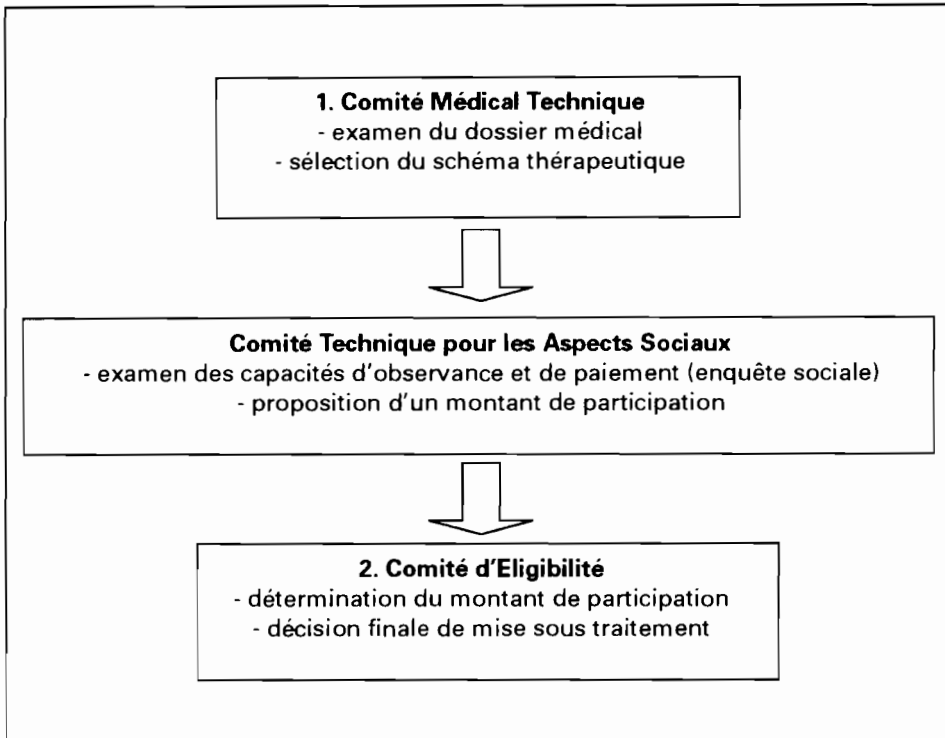 1. Comité Médical Technique
- examen du dossier médical
- sélection du schéma thérapeutique
Comité Technique pour les Aspects Sociaux
- examen des capacités d'observance et de paiement (enquête sociale)
- proposition d'un montant de participation
2. Comité d'Eligibilité
- détermination du montant de participation
- décision finale de mise sous traitement